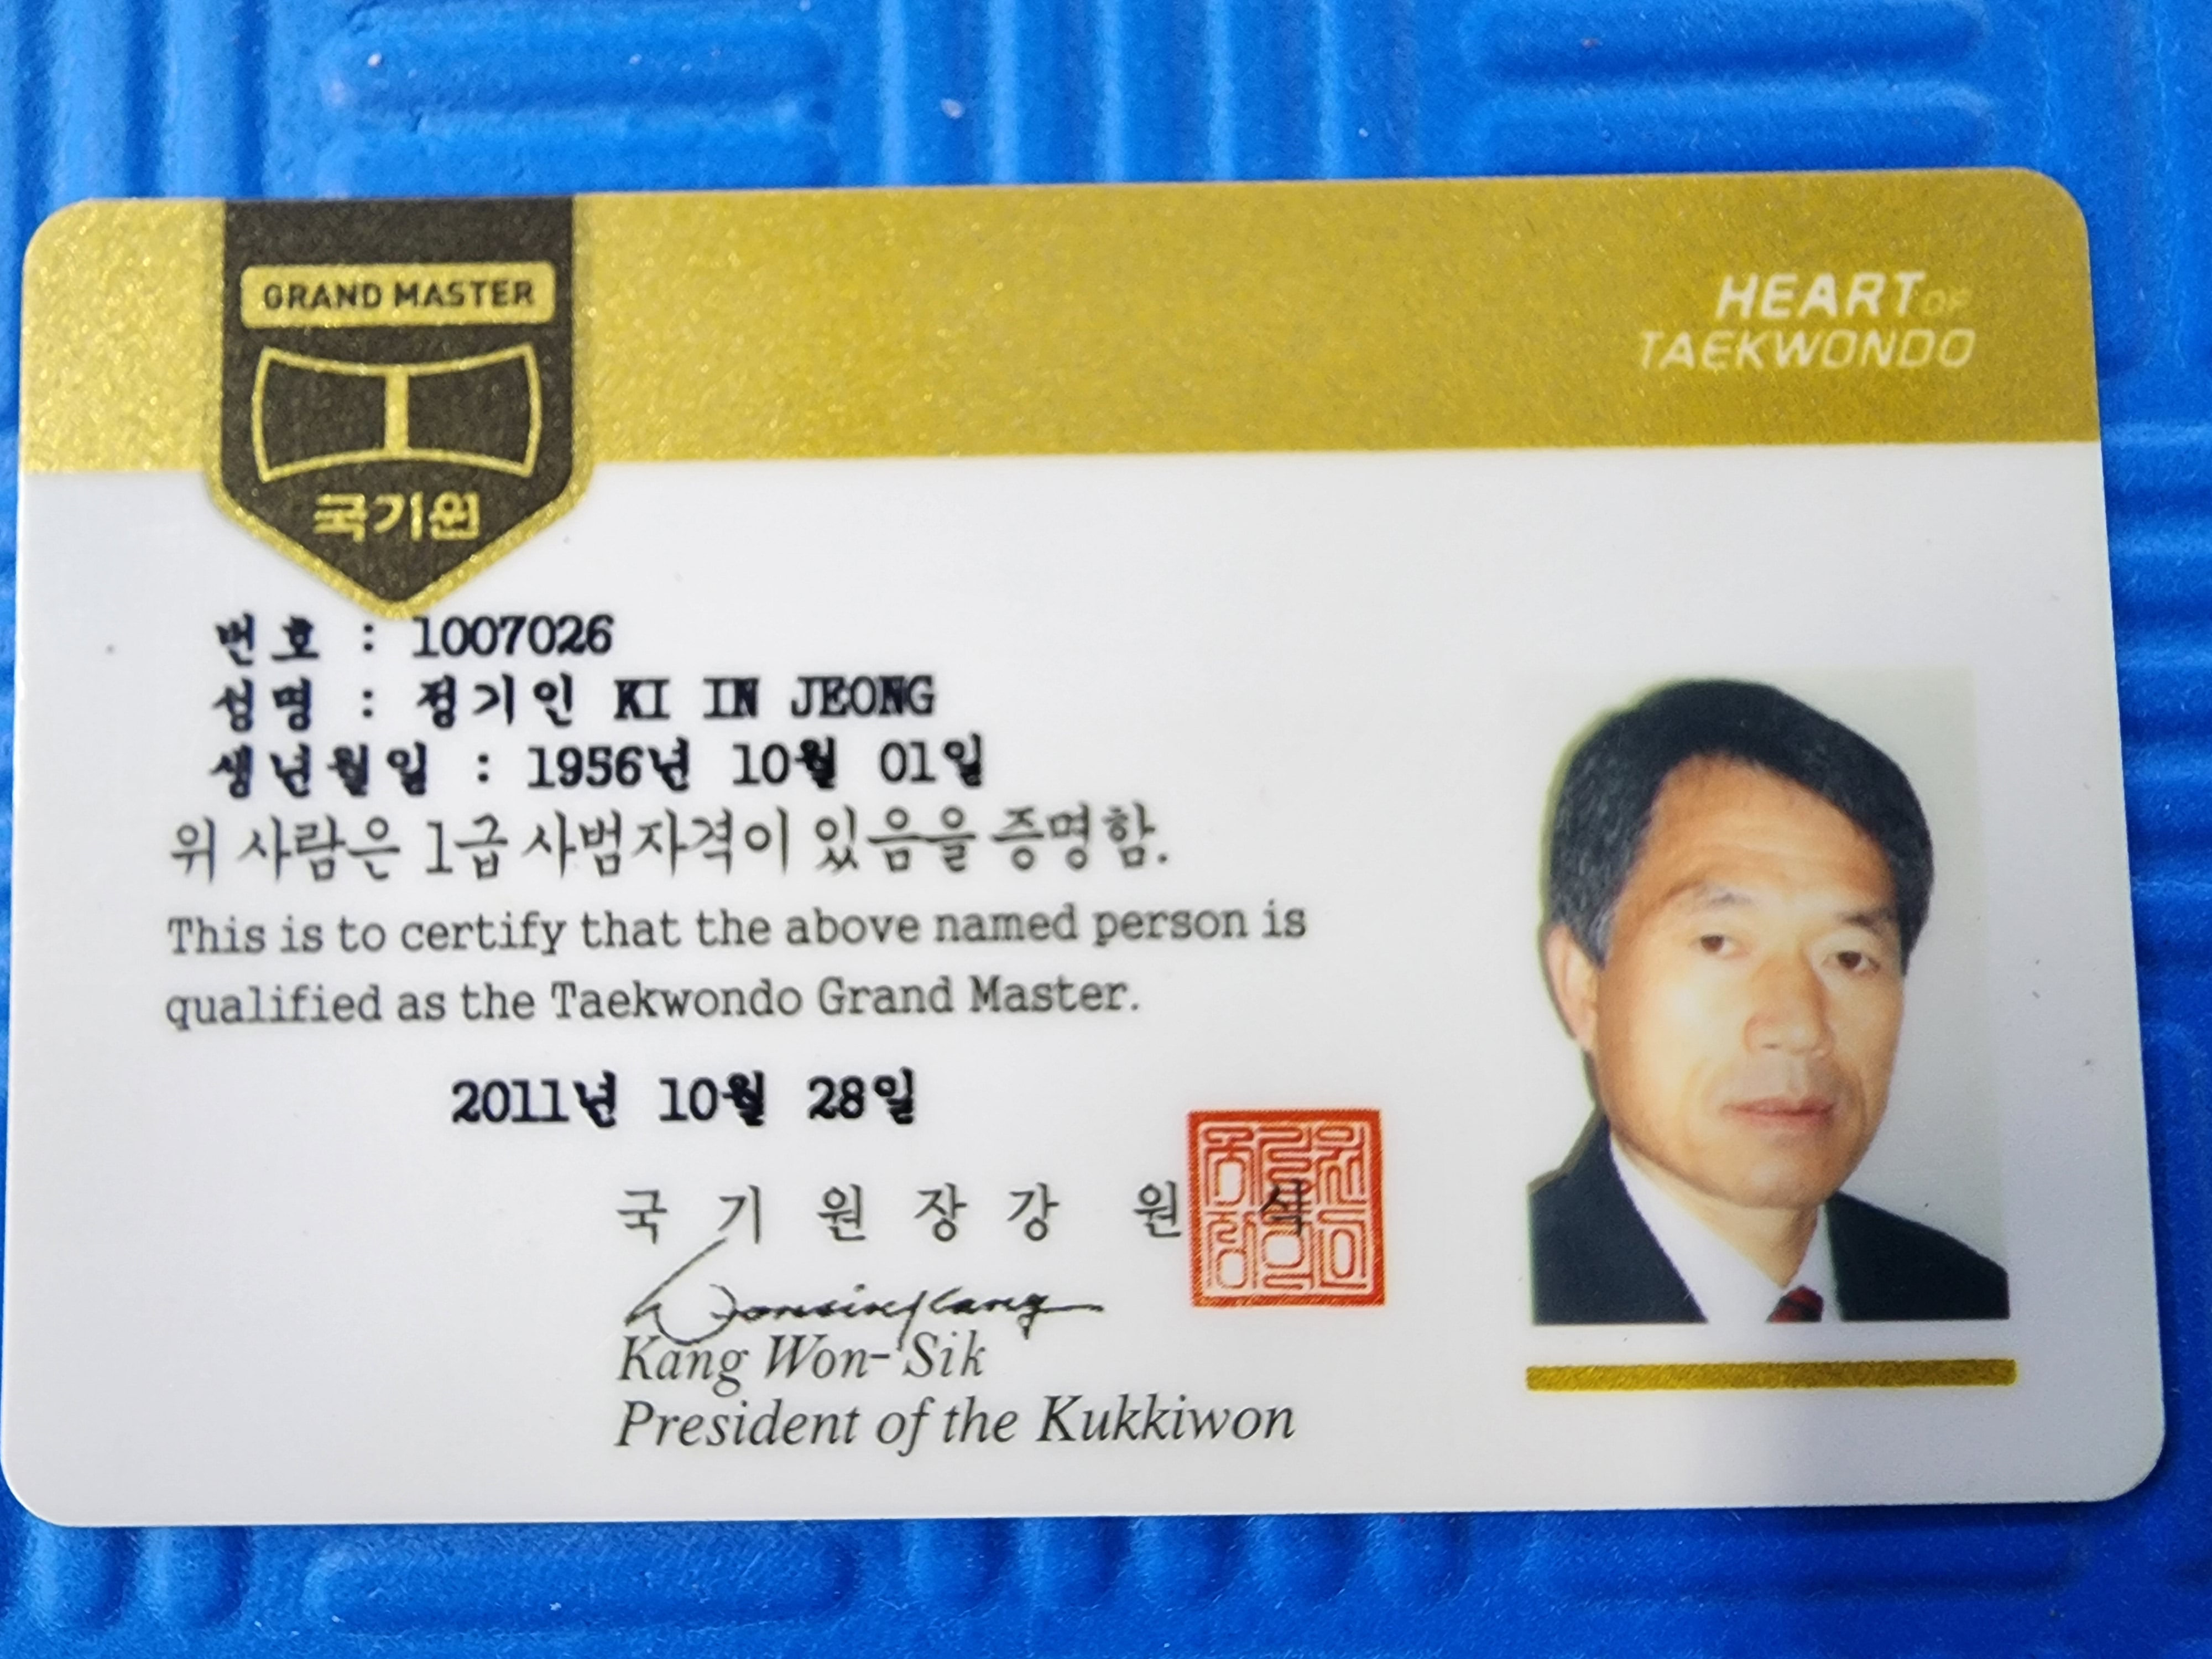 GRAND MASTER
국기원
HEART OF
TAEKWONDO
번호 : 1007026
성명 : 정기인 KI IN JEONG
생년월일 : 1956년 10월 01일
위 사람은 1급 사범자격이 있음을 증명함.
This is to certify that the above named person is
qualified as the Taekwondo Grand Master.
2011년 10월 28일
국 기 원 장 강 원 식
Kang Won-Sik
President of the Kukkiwon